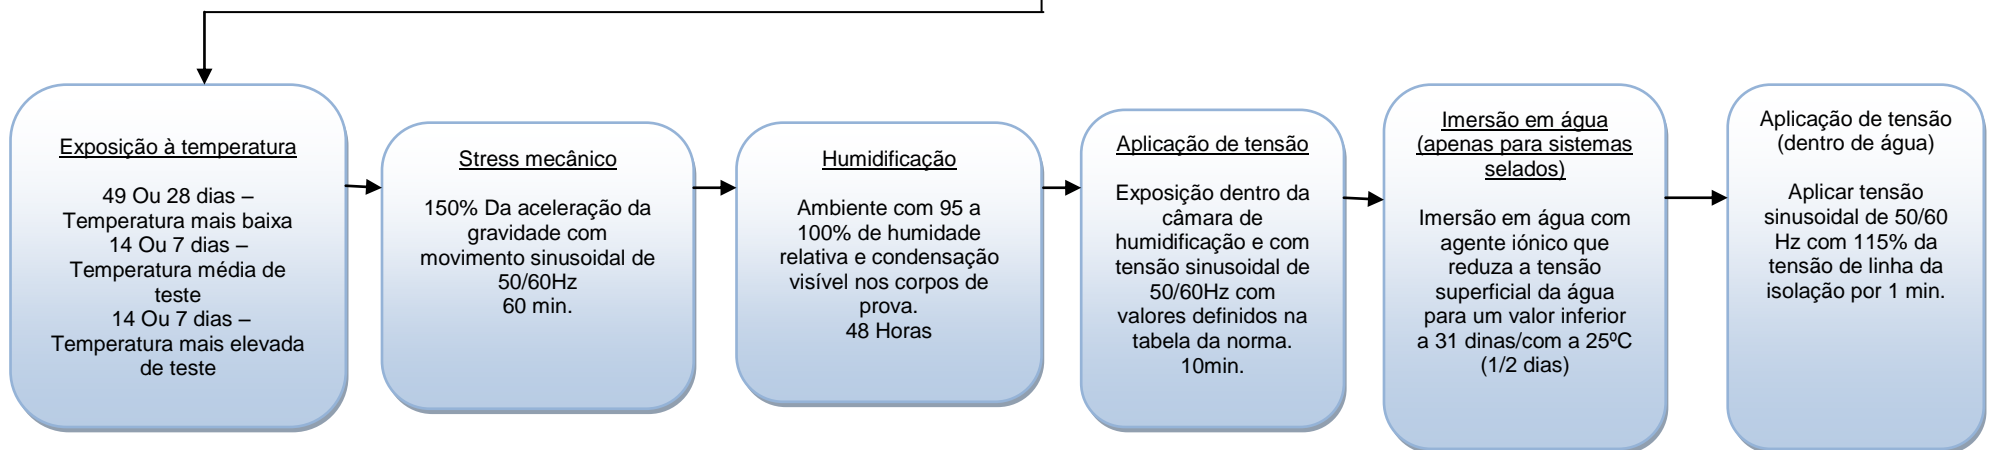 Exposição à temperatura
49 Ou 28 dias –
Temperatura mais baixa
14 Ou 7 dias –
Temperatura média de
teste
14 Ou 7 dias –
Temperatura mais elevada
de teste
Stress mecânico
150% Da aceleração da
gravidade com
movimento sinusoidal de
50/60Hz
60 min.
Humidificação
Ambiente com 95 a
100% de humidade
relativa e condensação
visível nos corpos de
prova.
48 Horas
Aplicação de tensão
Exposição dentro da
câmara de
humidificação e com
tensão sinusoidal de
50/60Hz com
valores definidos na
tabela da norma.
10min.
Imersão em água
(apenas para sistemas
selados)
Imersão em água com
agente iónico que
reduza a tensão
superficial da água
para um valor inferior
a 31 dinas/com a 25ºC
(1/2 dias)
Aplicação de tensão
(dentro de água)
Aplicar tensão
sinusoidal de 50/60
Hz com 115% da
tensão de linha da
isolação por 1 min.